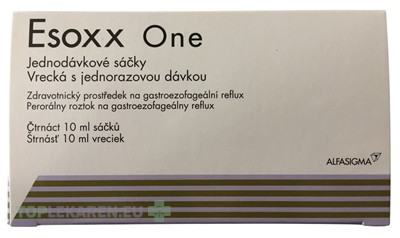 Esoxx One
Jednodávkové sáčky
Vrecká s jednorazovou dávkou
Zdravotnický prostředek na gastroezofageální reflux
Perorálny roztok na gastroezofageálny reflux
Čtrnáct 10 ml sáčků
Štrnásť 10 ml vreciek
ALFASIGMA
TOPLEKAREN.EU